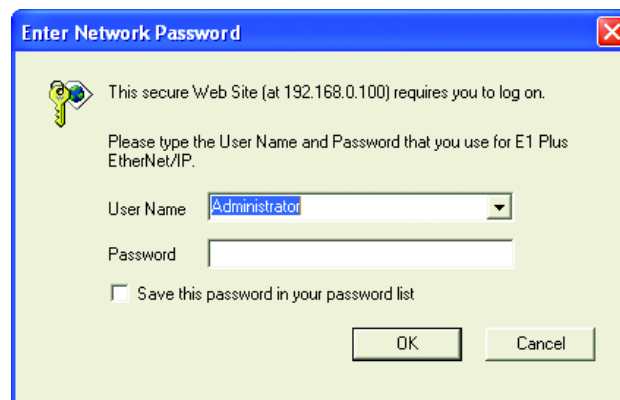 Enter Network Password
This secure Web Site (at 192.168.0.100) requires you to log on.
Please type the User Name and Password that you use for E1 Plus
EtherNet/IP.
User Name
Administrator
Password
Save this password in your password list
OK
Cancel